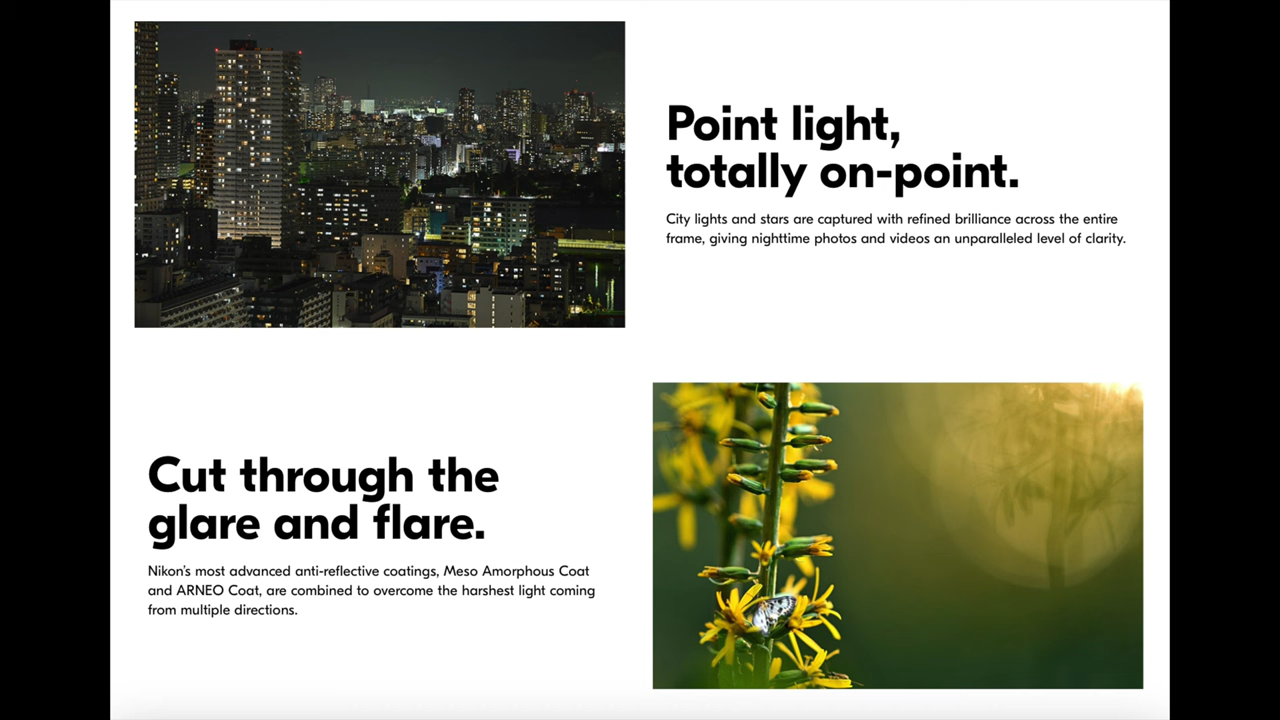 Point light,
totally on-point.
City lights and stars are captured with refined brilliance across the entire
frame, giving nighttime photos and videos an unparalleled level of clarity.
Cut through the
glare and flare.
Nikon's most advanced anti-reflective coatings, Meso Amorphous Coat
and ARNEO Coat, are combined to overcome the harshest light coming
from multiple directions.